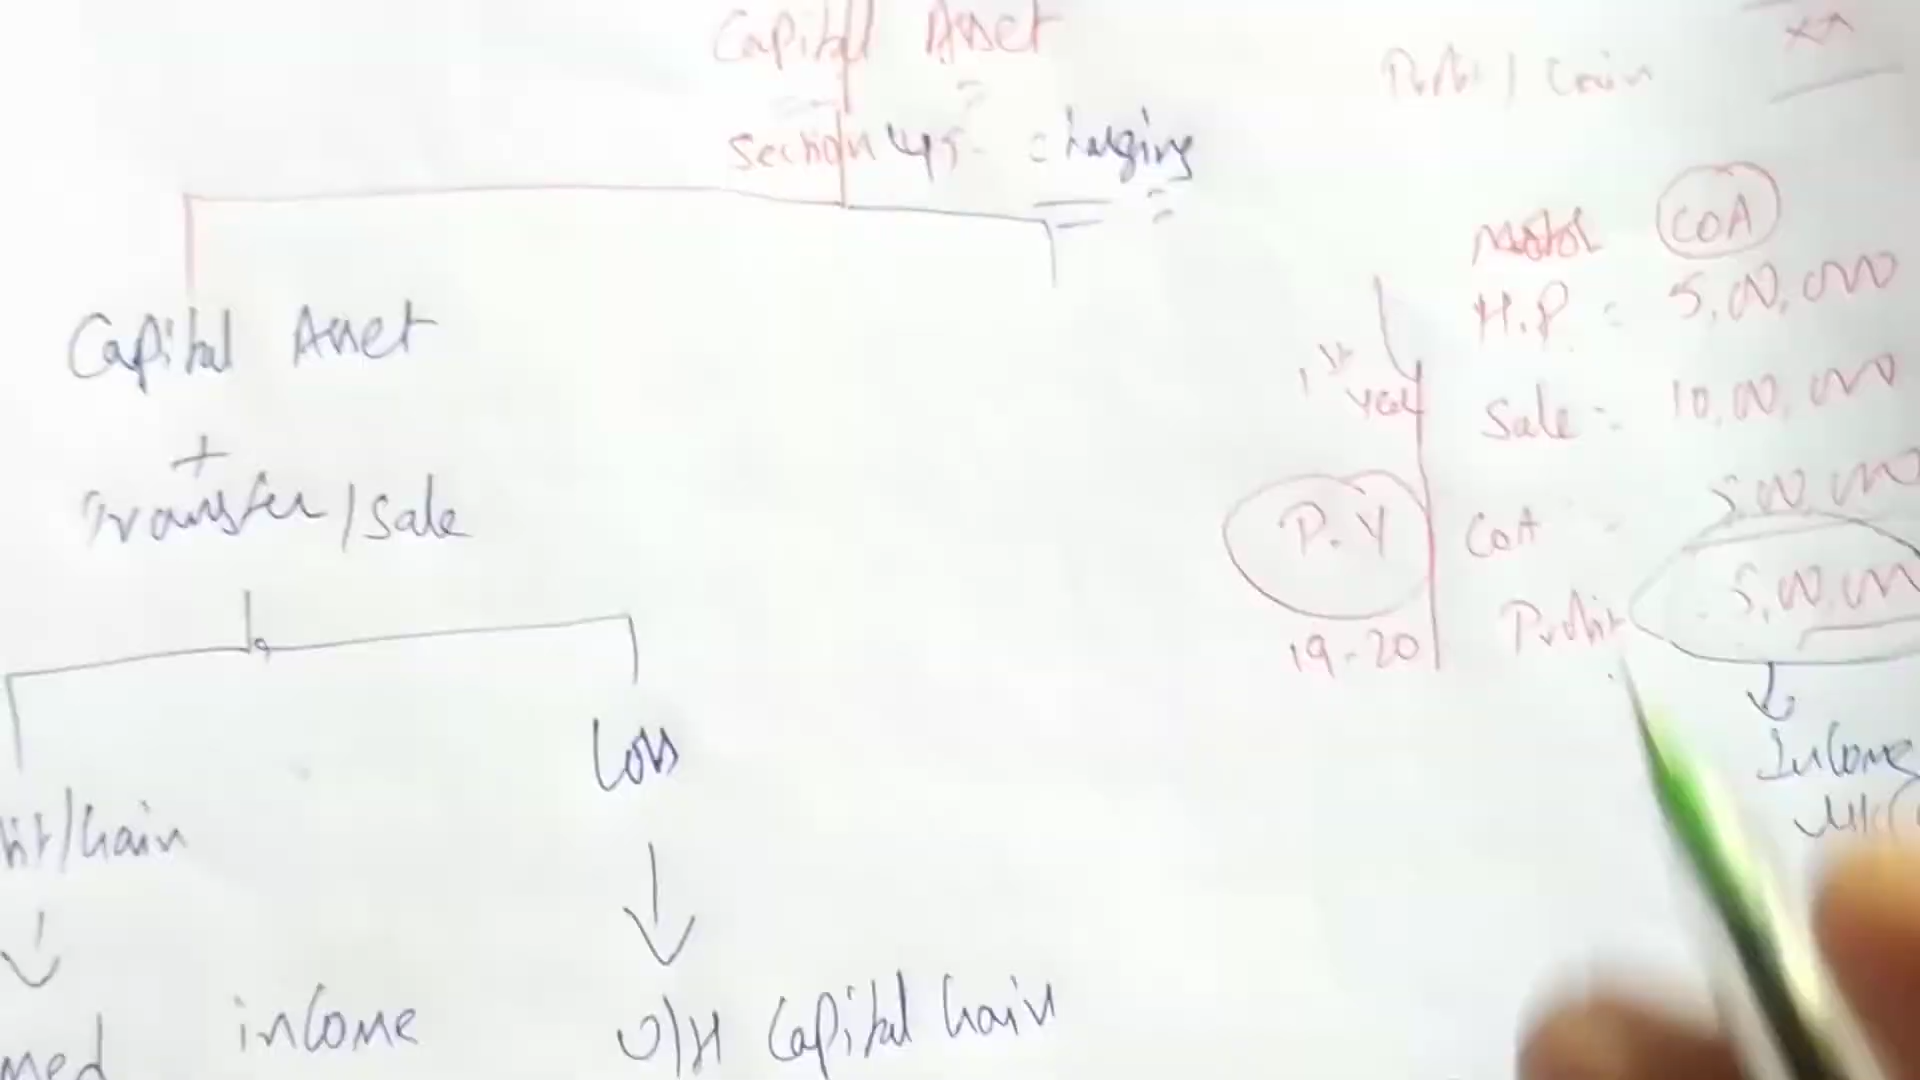 Capital Asset
Section 45 - charging
Capital Asset
+
Transfer/Sale
/Gain
Loss
income
U/H Capital Gain
Profit / Gain
COA
H.P = 5,00,000
1st year
Sale = 10,00,000
P.Y
COA = 5,00,000
19-20
Profit 5,00,000
Income